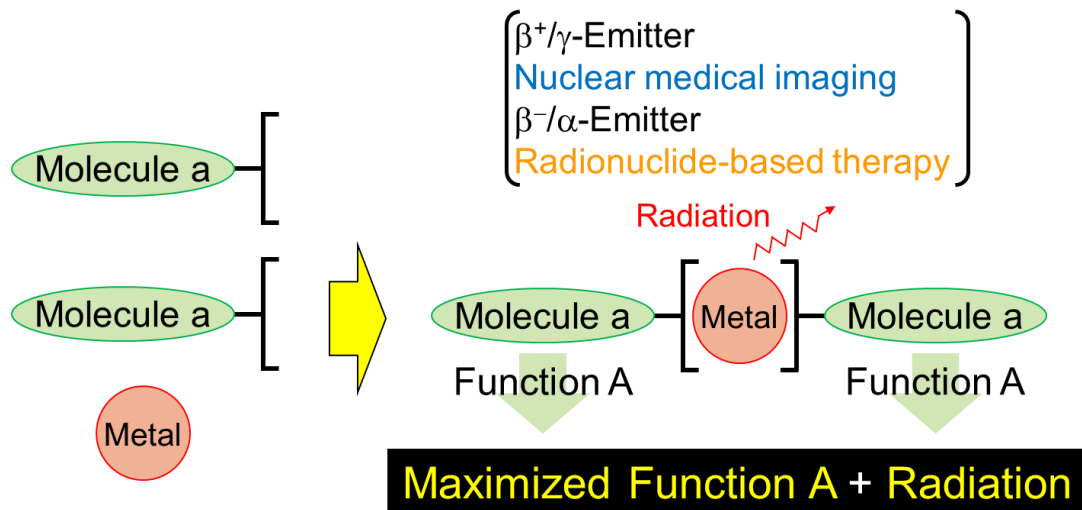 β⁺/γ-Emitter
Nuclear medical imaging
β⁻/α-Emitter
Radionuclide-based therapy
Molecule a
Radiation
Molecule a
Metal
Molecule a
Metal
Molecule a
Function A
Function A
Maximized Function A + Radiation